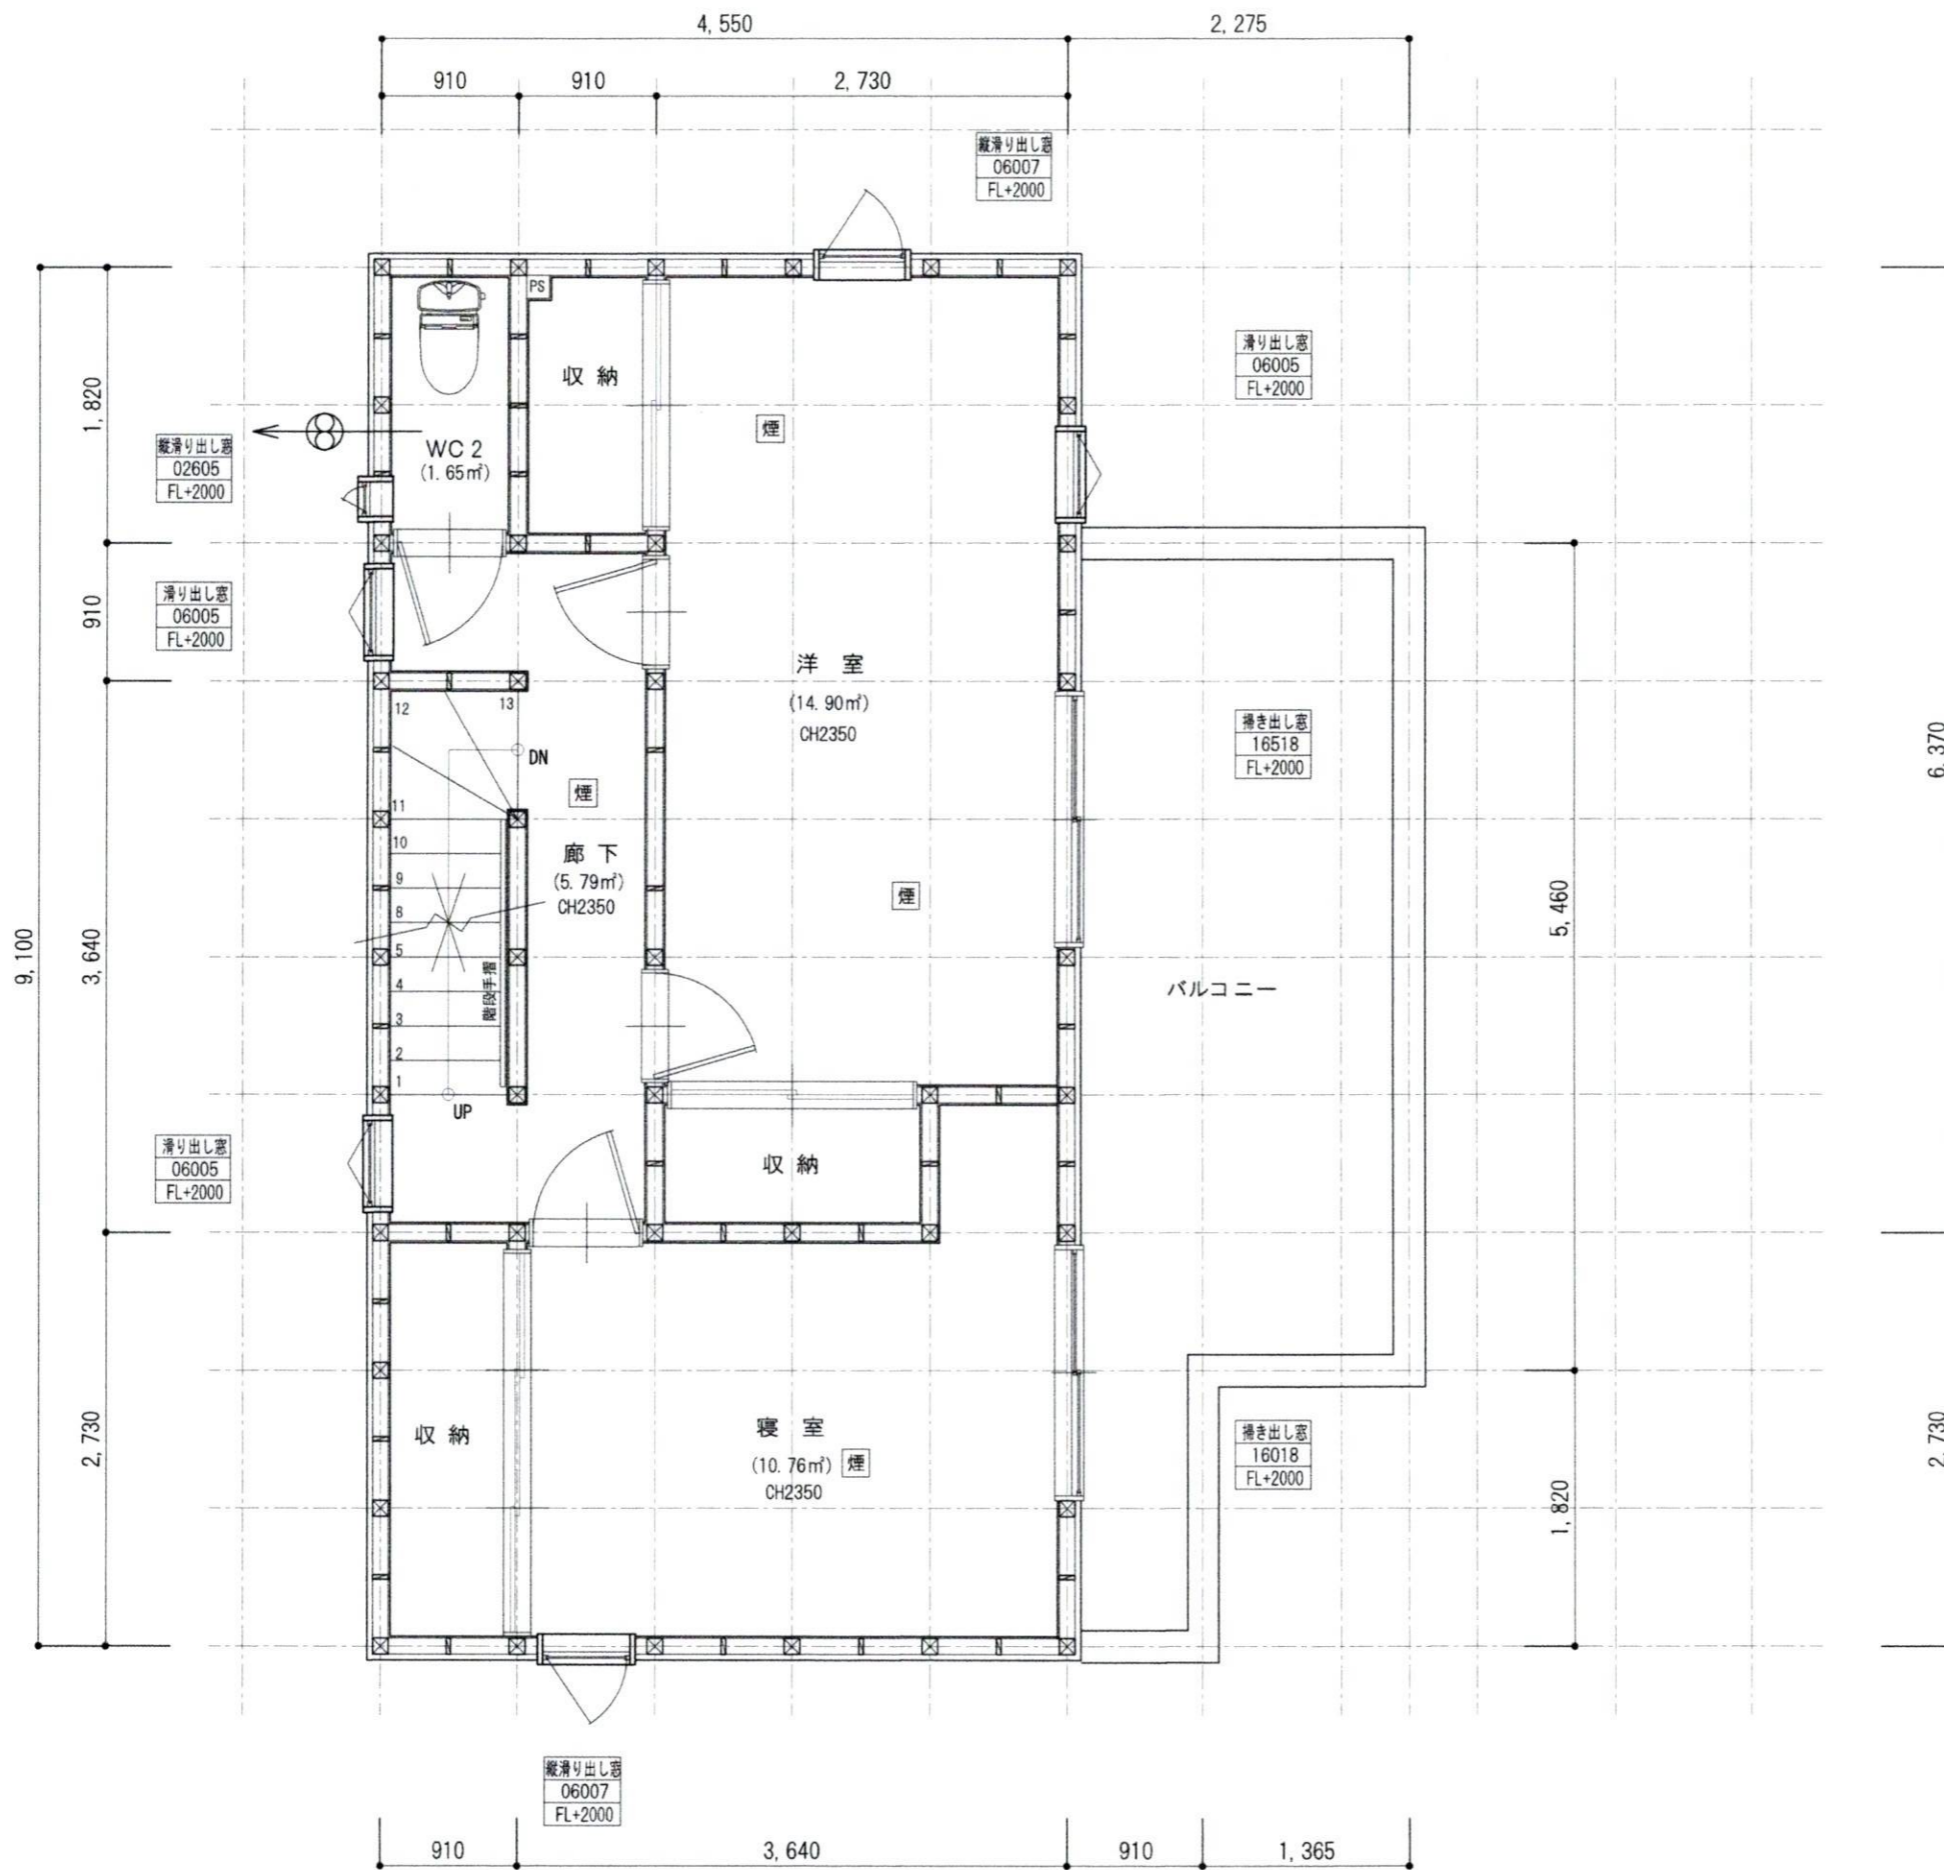 4,550
2,275
910
910
2,730
縦滑り出し窓
06007
FL+2000
PS
収納
滑り出し窓
06005
FL+2000
1,820
煙
縦滑り出し窓
02605
FL+2000
WC 2
(1.65㎡)
910
滑り出し窓
06005
FL+2000
洋室
(14.90㎡)
CH2350
12
13
DN
掃き出し窓
16518
FL+2000
6,370
煙
11
10
廊下
(5.79㎡)
CH2350
9
8
煙
5
4
3
2
1
階段手摺
9,100
3,640
5,460
バルコニー
UP
滑り出し窓
06005
FL+2000
収納
収納
寝室
(10.76㎡)
煙
CH2350
2,730
掃き出し窓
16018
FL+2000
2,730
1,820
縦滑り出し窓
06007
FL+2000
910
3,640
910
1,365